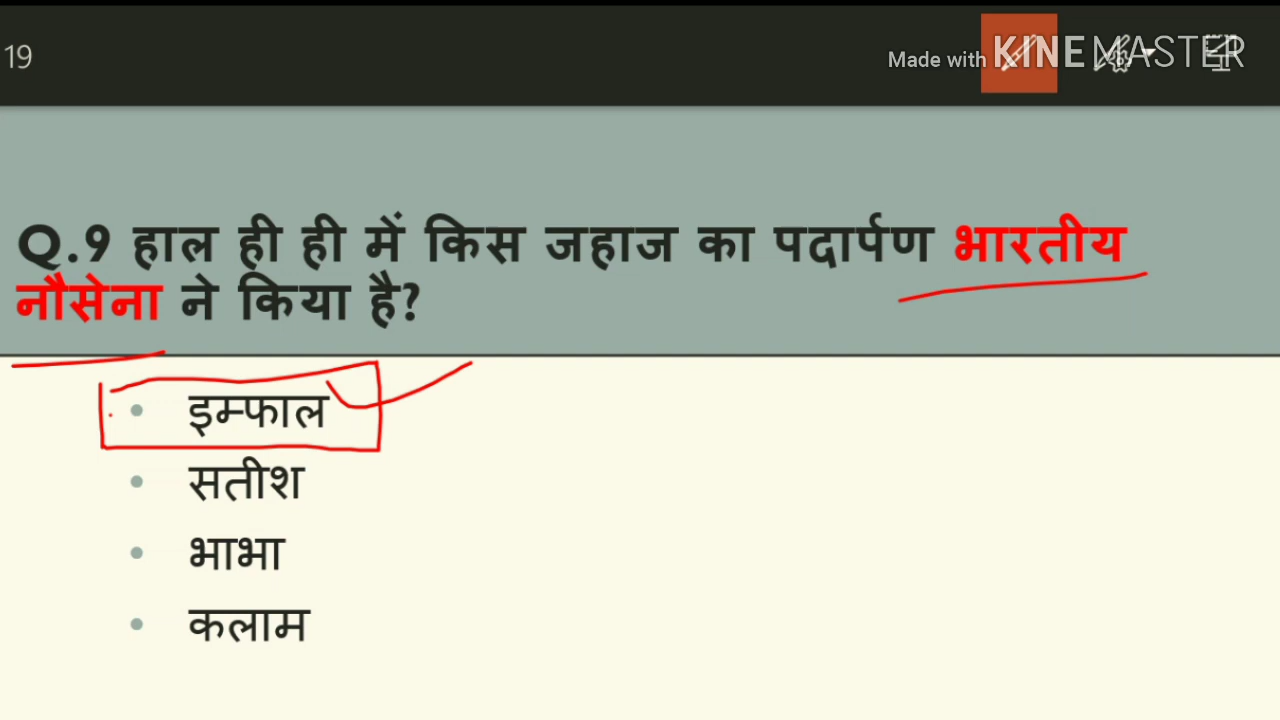 19
Made with KINEMASTER
Q.9 हाल ही ही में किस जहाज का पदार्पण भारतीय
नौसेना ने किया है?
• इम्फाल
• सतीश
• भाभा
• कलाम